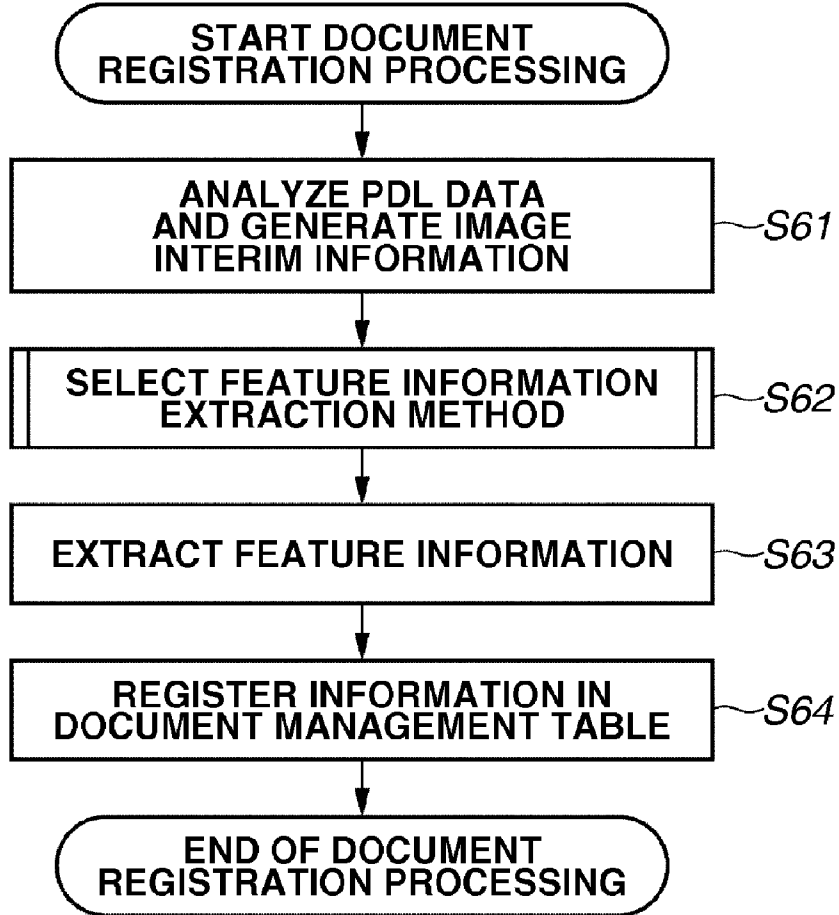 START DOCUMENT
REGISTRATION PROCESSING
ANALYZE PDL DATA
AND GENERATE IMAGE
INTERIM INFORMATION
S61
SELECT FEATURE INFORMATION
EXTRACTION METHOD
S62
EXTRACT FEATURE INFORMATION
S63
REGISTER INFORMATION IN
DOCUMENT MANAGEMENT TABLE
S64
END OF DOCUMENT
REGISTRATION PROCESSING